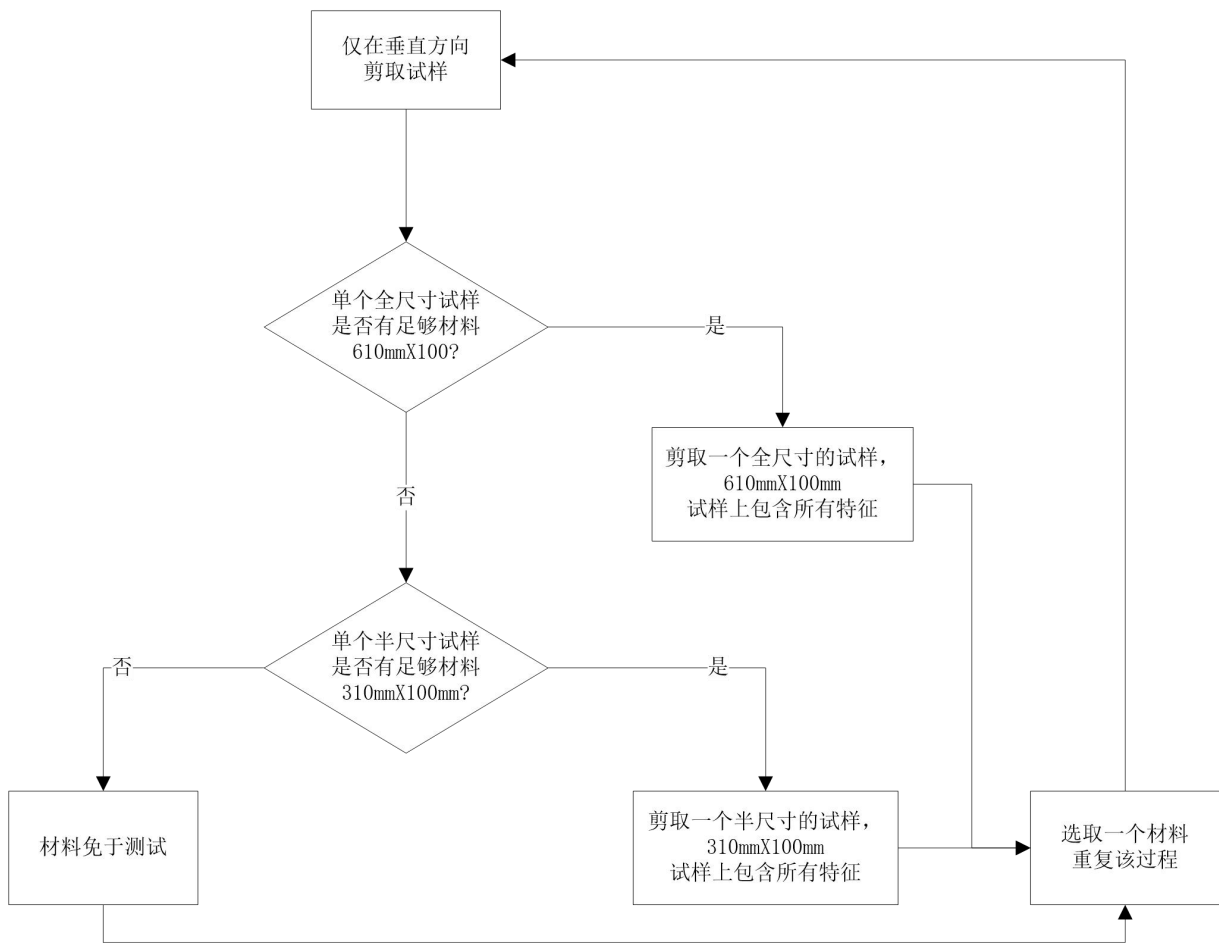 仅在垂直方向
剪取试样
单个全尺寸试样
是否有足够材料
610mmX100?
是
剪取一个全尺寸的试样,
610mmX100mm
试样上包含所有特征
否
单个半尺寸试样
是否有足够材料
310mmX100mm?
否
是
材料免于测试
剪取一个半尺寸的试样,
310mmX100mm
试样上包含所有特征
选取一个材料
重复该过程